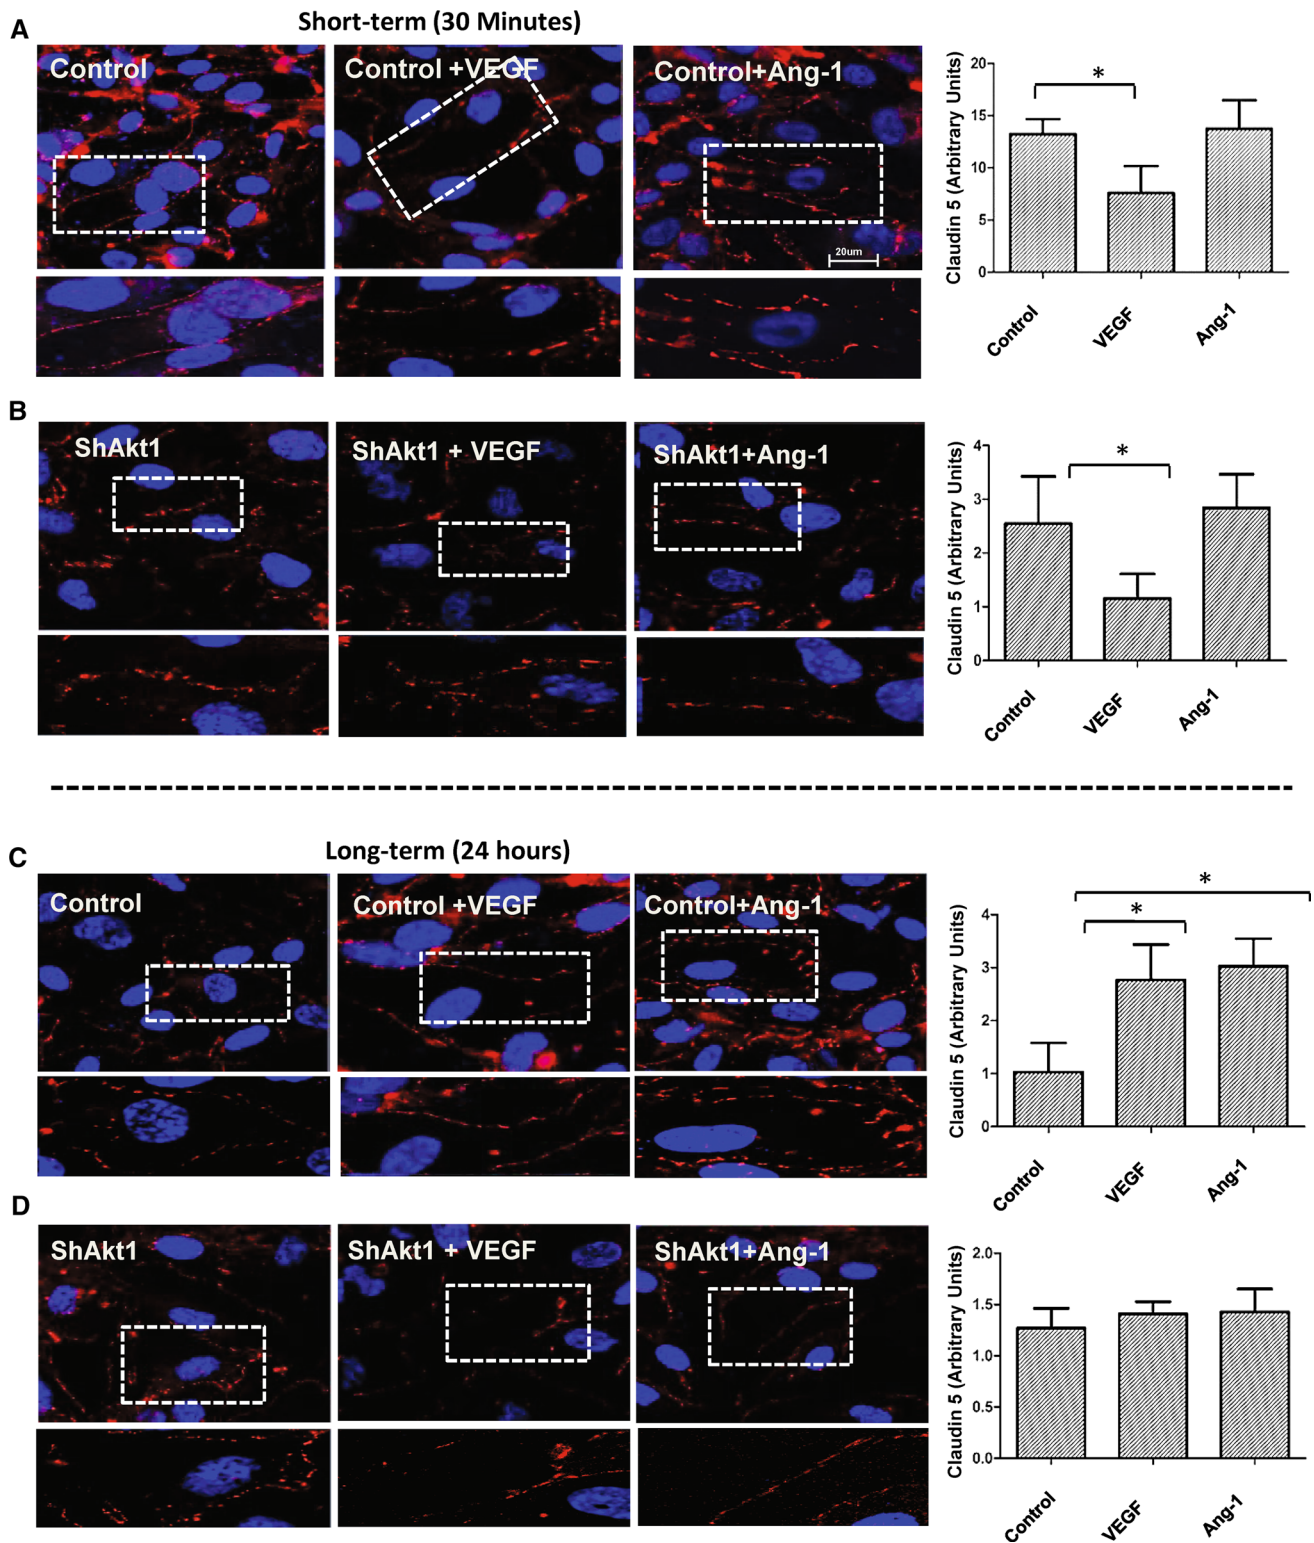 A
Short-term (30 Minutes)
Control
Control +VEGF
Control+Ang-1
20um
Claudin 5 (Arbitrary Units)
20
15
10
5
0
*
Control
VEGF
Ang-1
B
ShAkt1
ShAkt1 + VEGF
ShAkt1+Ang-1
Claudin 5 (Arbitrary Units)
4
3
2
1
0
*
Control
VEGF
Ang-1
C
Long-term (24 hours)
Control
Control +VEGF
Control+Ang-1
Claudin 5 (Arbitrary Units)
4
3
2
1
0
*
*
Control
VEGF
Ang-1
D
ShAkt1
ShAkt1 + VEGF
ShAkt1+Ang-1
Claudin 5 (Arbitrary Units)
2.0
1.5
1.0
0.5
0.0
Control
VEGF
Ang-1